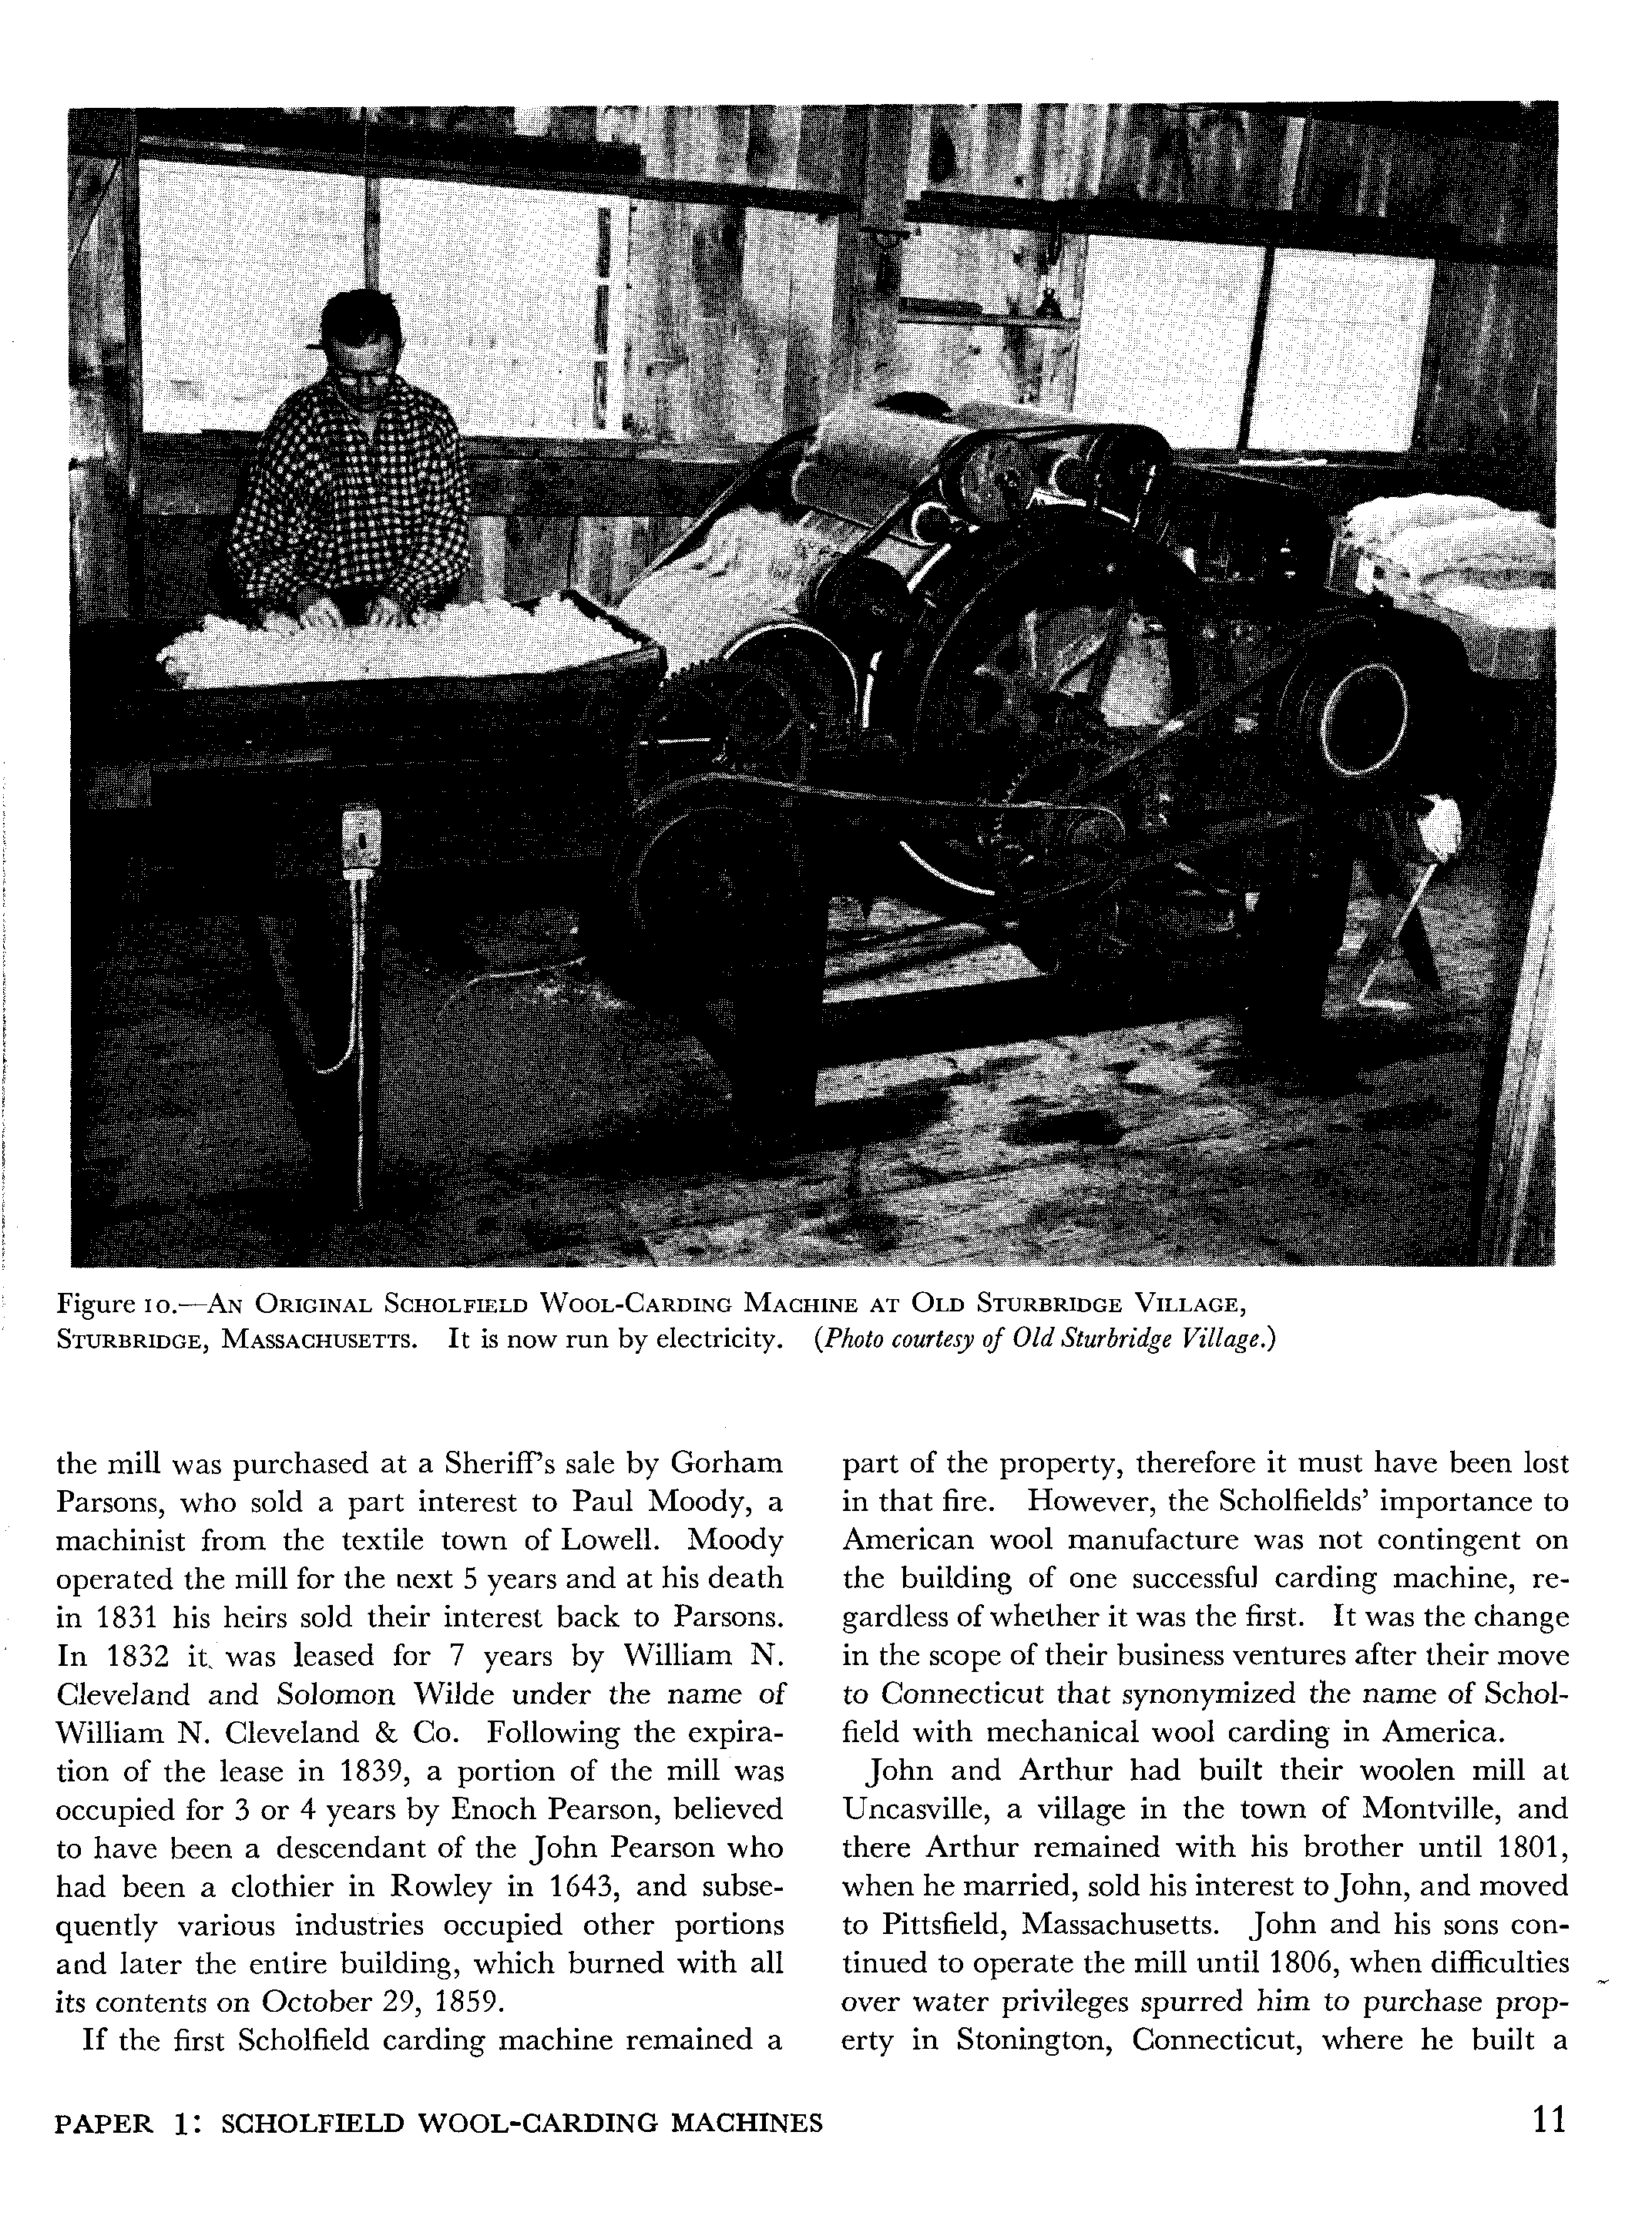 Figure 10.—An Original Scholfield Wool-Carding Machine at Old Sturbridge Village,
Sturbridge, Massachusetts. It is now run by electricity. (Photo courtesy of Old Sturbridge Village.)
the mill was purchased at a Sheriff's sale by Gorham
Parsons, who sold a part interest to Paul Moody, a
machinist from the textile town of Lowell. Moody
operated the mill for the next 5 years and at his death
in 1831 his heirs sold their interest back to Parsons.
In 1832 it was leased for 7 years by William N.
Cleveland and Solomon Wilde under the name of
William N. Cleveland & Co. Following the expira-
tion of the lease in 1839, a portion of the mill was
occupied for 3 or 4 years by Enoch Pearson, believed
to have been a descendant of the John Pearson who
had been a clothier in Rowley in 1643, and subse-
quently various industries occupied other portions
and later the entire building, which burned with all
its contents on October 29, 1859.
If the first Scholfield carding machine remained a
part of the property, therefore it must have been lost
in that fire. However, the Scholfields' importance to
American wool manufacture was not contingent on
the building of one successful carding machine, re-
gardless of whether it was the first. It was the change
in the scope of their business ventures after their move
to Connecticut that synonymized the name of Schol-
field with mechanical wool carding in America.
John and Arthur had built their woolen mill at
Uncasville, a village in the town of Montville, and
there Arthur remained with his brother until 1801,
when he married, sold his interest to John, and moved
to Pittsfield, Massachusetts. John and his sons con-
tinued to operate the mill until 1806, when difficulties
over water privileges spurred him to purchase prop-
erty in Stonington, Connecticut, where he built a
PAPER 1: SCHOLFIELD WOOL-CARDING MACHINES
11